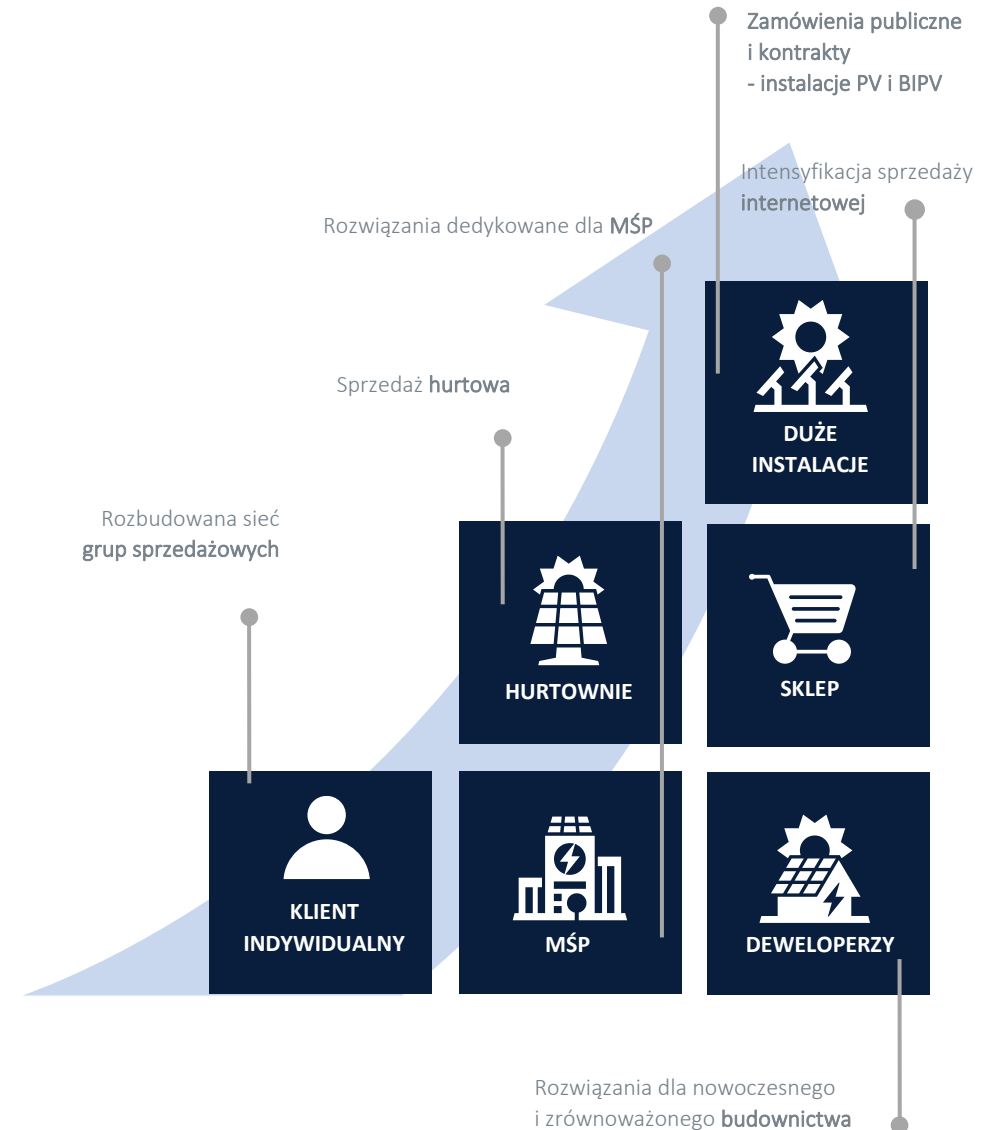 Zamówienia publiczne
i kontrakty
- instalacje PV i BIPV
Intensyfikacja sprzedaży
internetowej
Rozwiązania dedykowane dla MŚP
Sprzedaż hurtowa
DUŻE
INSTALACJE
Rozbudowana sieć
grup sprzedażowych
HURTOWNIE
SKLEP
KLIENT
INDYWIDUALNY
MŚP
DEWELOPERZY
Rozwiązania dla nowoczesnego
i zrównoważonego budownictwa